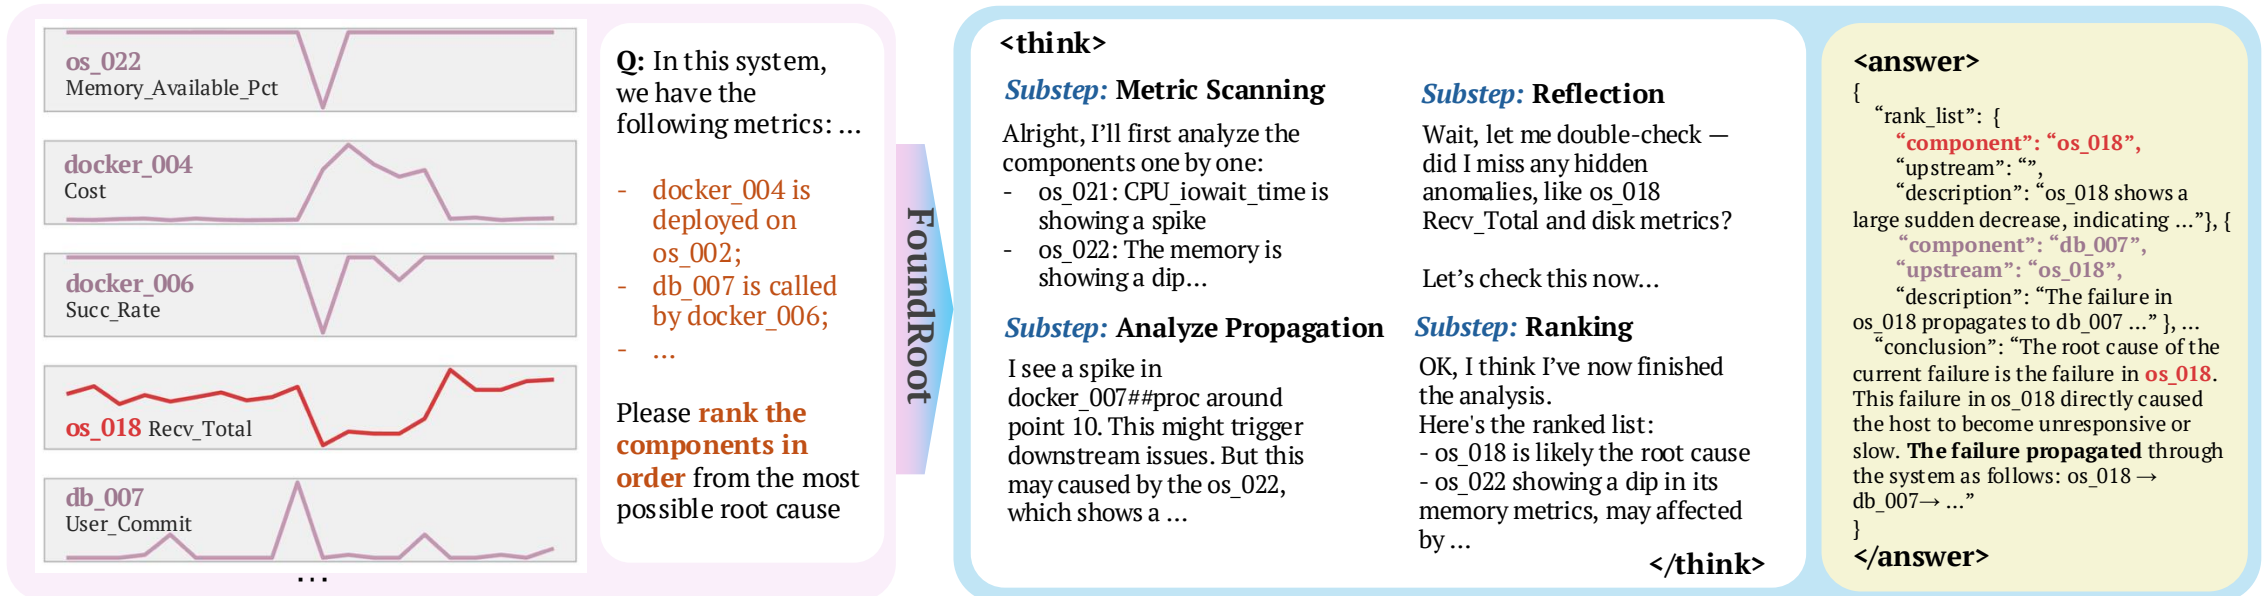 os_022
Memory_Available_Pct
docker_004
Cost
docker_006
Succ_Rate
os_018 Recv_Total
db_007
User_Commit
...
Q: In this system,
we have the
following metrics: ...
- docker_004 is
deployed on
os_002;
- db_007 is called
by docker_006;
- ...
Please rank the
components in
order from the most
possible root cause
FoundRoot
<think>
Substep: Metric Scanning
Alright, I’ll first analyze the
components one by one:
- os_021: CPU_iowait_time is
showing a spike
- os_022: The memory is
showing a dip...
Substep: Analyze Propagation
I see a spike in
docker_007##proc around
point 10. This might trigger
downstream issues. But this
may caused by the os_022,
which shows a ...
Substep: Reflection
Wait, let me double-check —
did I miss any hidden
anomalies, like os_018
Recv_Total and disk metrics?
Let’s check this now...
Substep: Ranking
OK, I think I’ve now finished
the analysis.
Here's the ranked list:
- os_018 is likely the root cause
- os_022 showing a dip in its
memory metrics, may affected
by ...
</think>
<answer>
{
“rank_list”: {
“component”: “os_018”,
“upstream”: “”,
“description”: “os_018 shows a
large sudden decrease, indicating ...”}, {
“component”: “db_007”,
“upstream”: “os_018”,
“description”: “The failure in
os_018 propagates to db_007 ...” }, ...
“conclusion”: “The root cause of the
current failure is the failure in os_018.
This failure in os_018 directly caused
the host to become unresponsive or
slow. The failure propagated through
the system as follows: os_018 →
db_007→ ...”
}
</answer>